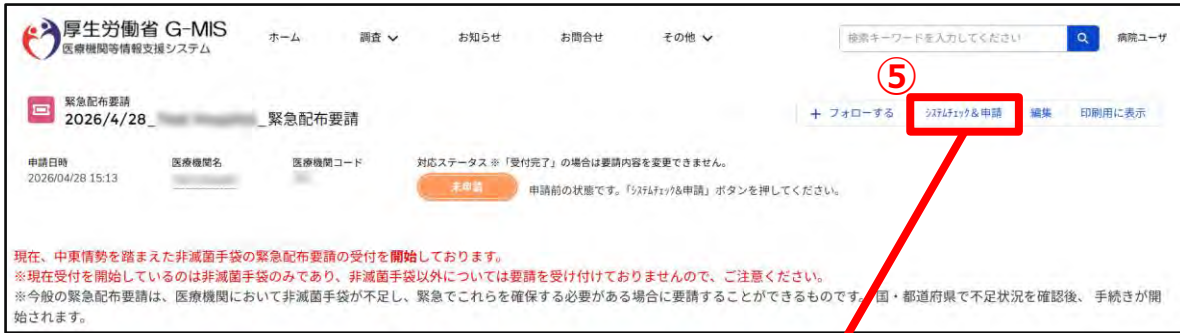 厚生労働省 G-MIS
医療機関等情報支援システム
ホーム
調査
お知らせ
お問合せ
その他
検索キーワードを入力してください
病院ユーザ
⑤
緊急配布要請
2026/4/28_
_緊急配布要請
+ フォローする
ｼｽﾃﾑﾁｪｯｸ＆申請
編集
印刷用に表示
申請日時
医療機関名
医療機関コード
対応ステータス ※「受付完了」の場合は要請内容を変更できません。
2026/04/28 15:13
未申請
申請前の状態です。「ｼｽﾃﾑﾁｪｯｸ&申請」ボタンを押してください。
現在、中東情勢を踏まえた非滅菌手袋の緊急配布要請の受付を開始しております。
※現在受付を開始しているのは非滅菌手袋のみであり、非滅菌手袋以外については要請を受け付けておりませんので、ご注意ください。
※今般の緊急配布要請は、医療機関において非滅菌手袋が不足し、緊急でこれらを確保する必要がある場合に要請することができるものです。国・都道府県で不足状況を確認後、手続きが開
始されます。